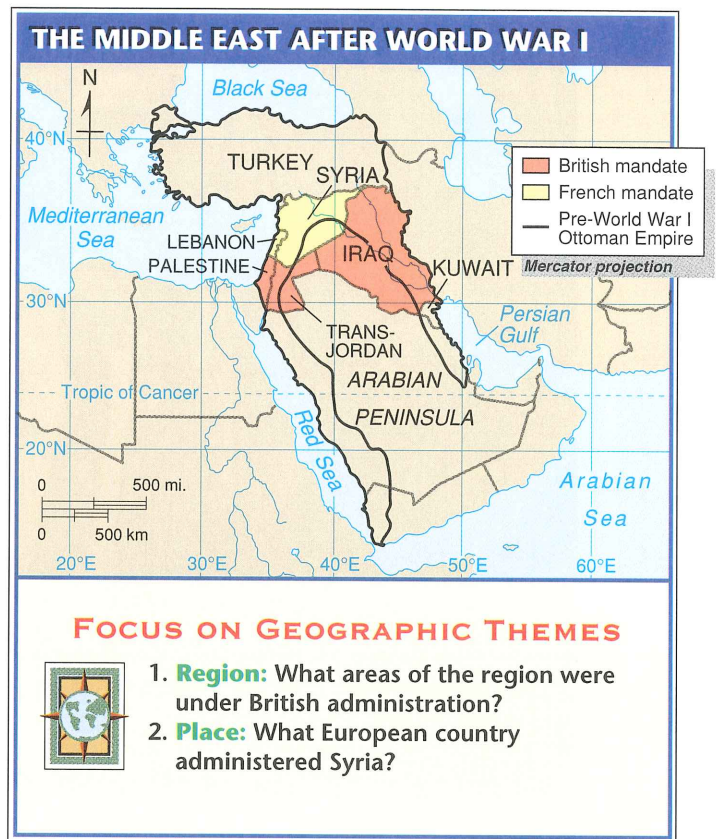 THE MIDDLE EAST AFTER WORLD WAR I
N
Black Sea
40°N
TURKEY
SYRIA
British mandate
French mandate
Pre-World War I
Ottoman Empire
Mercator projection
Mediterranean
Sea
LEBANON
PALESTINE
IRAQ
KUWAIT
30°N
TRANS-
JORDAN
Persian
Gulf
ARABIAN
PENINSULA
Tropic of Cancer
Red Sea
20°N
0 500 mi.
0 500 km
Arabian
Sea
20°E 30°E 40°E 50°E 60°E
FOCUS ON GEOGRAPHIC THEMES
1. Region: What areas of the region were
under British administration?
2. Place: What European country
administered Syria?